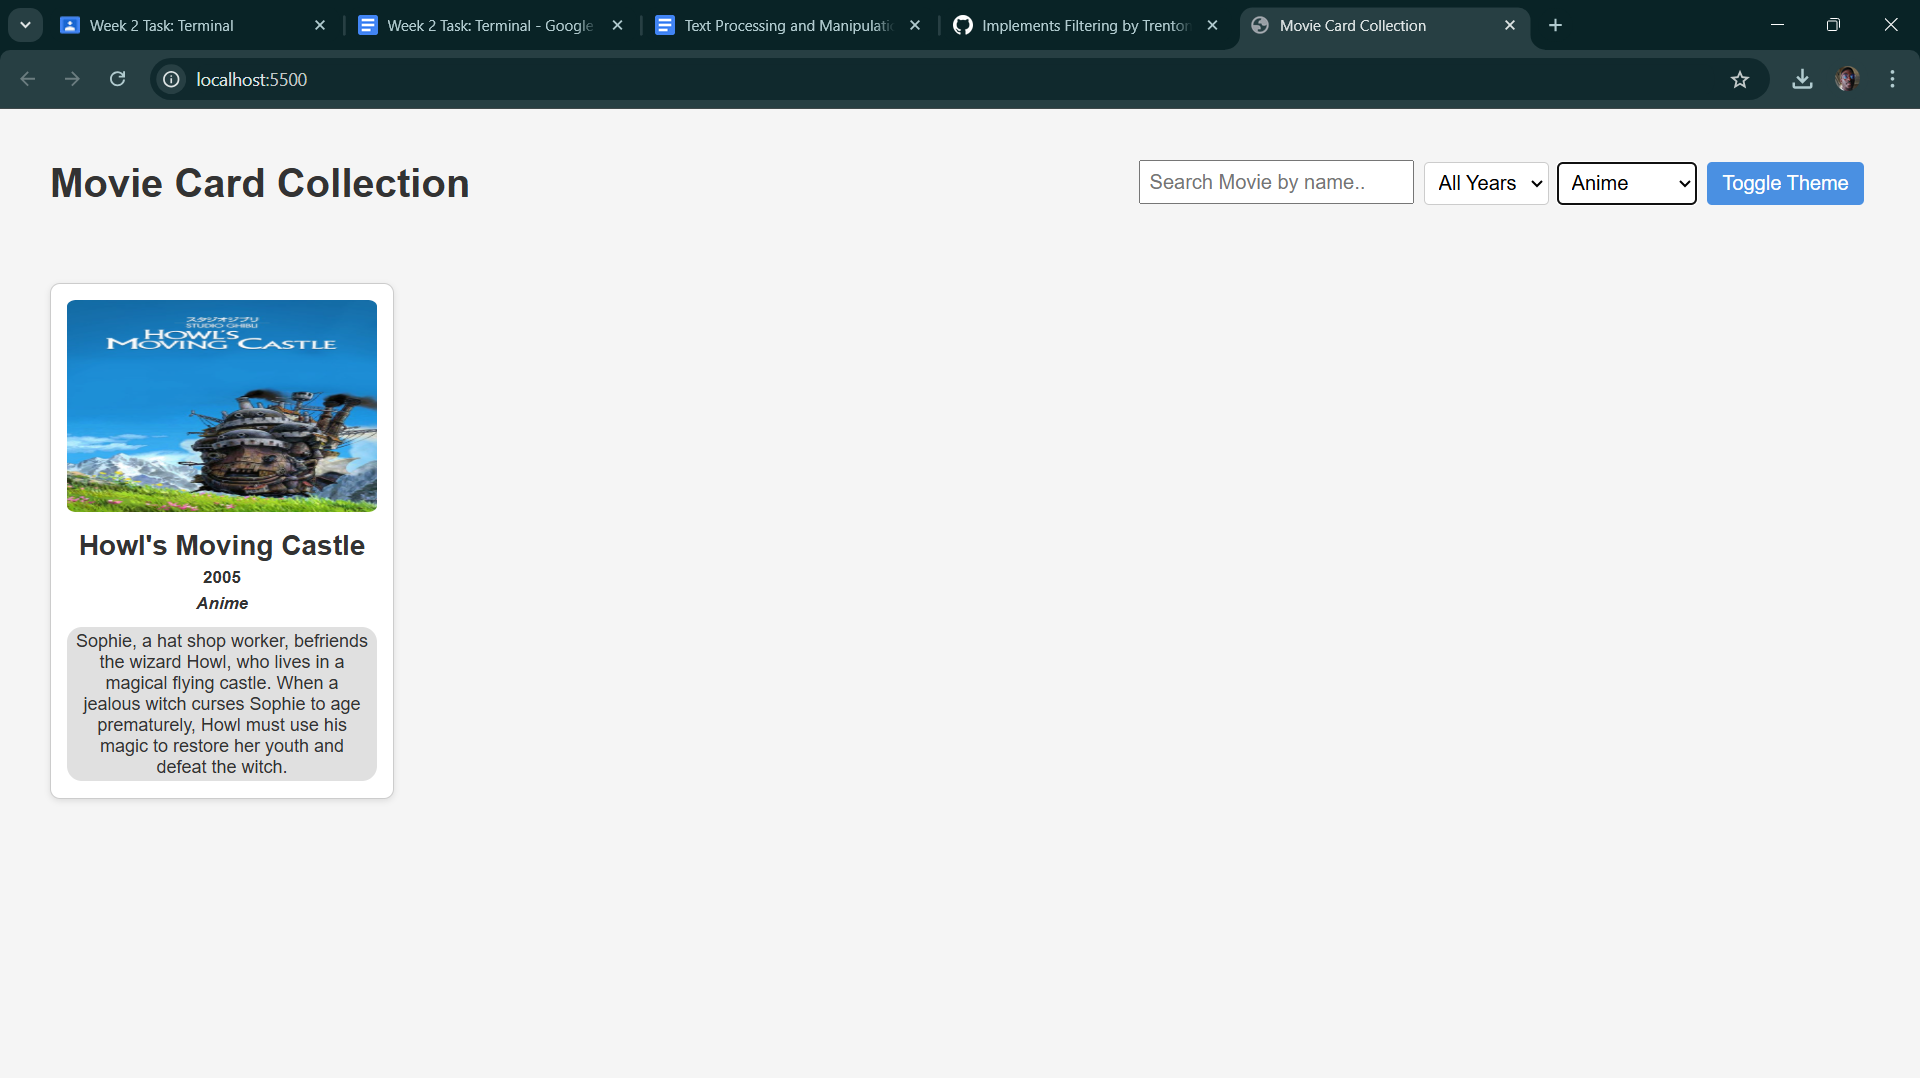 Week 2 Task: Terminal
Week 2 Task: Terminal - Google
Text Processing and Manipulati
Implements Filtering by Trenton
Movie Card Collection
localhost:5500
Movie Card Collection
Search Movie by name..
All Years
Anime
Toggle Theme
スタジオジブリ
STUDIO GHIBLI
HOWL'S
MOVING CASTLE
Howl's Moving Castle
2005
Anime
Sophie, a hat shop worker, befriends
the wizard Howl, who lives in a
magical flying castle. When a
jealous witch curses Sophie to age
prematurely, Howl must use his
magic to restore her youth and
defeat the witch.